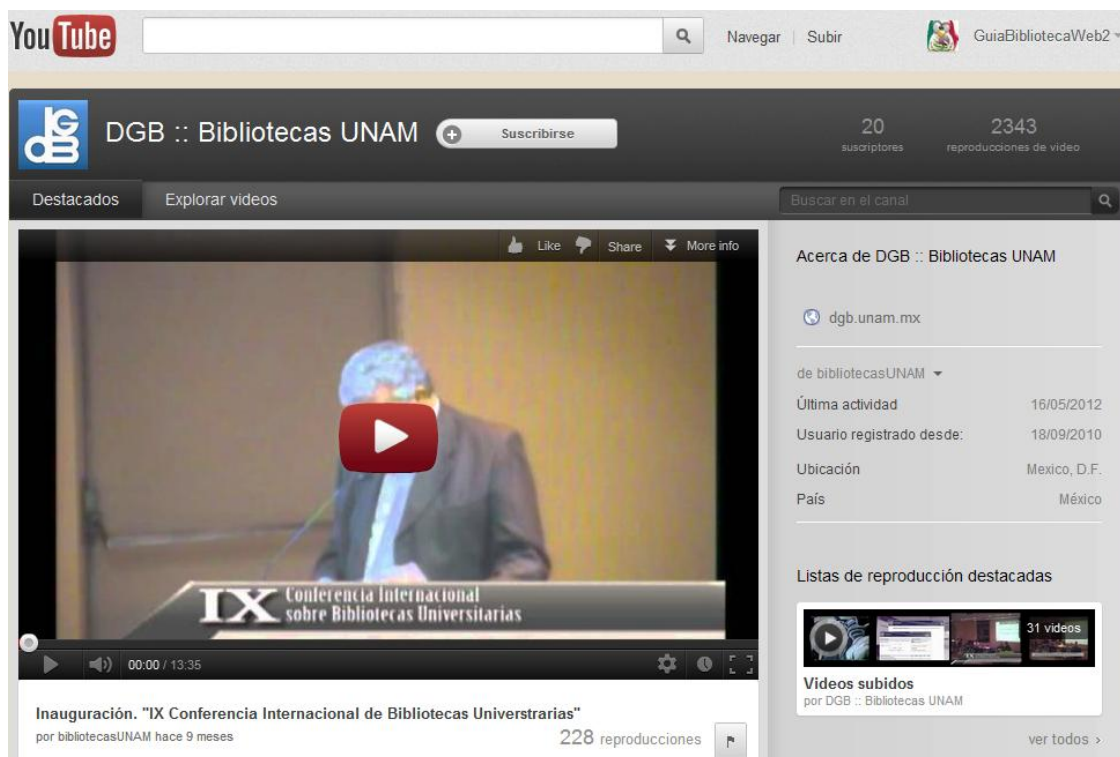 YouTube
Navegar | Subir
GuiaBibliotecaWeb2
DGB :: Bibliotecas UNAM
Suscribirse
20
suscriptores
2343
reproducciones de video
Destacados
Explorar videos
Buscar en el canal
Like
Share
More info
IX Conferencia Internacional
sobre Bibliotecas Universitarias
00:00 / 13:35
Inauguración. "IX Conferencia Internacional de Bibliotecas Universtrarias"
por bibliotecasUNAM hace 9 meses
228 reproducciones
Acerca de DGB :: Bibliotecas UNAM
dgb.unam.mx
de bibliotecasUNAM
Última actividad 16/05/2012
Usuario registrado desde: 18/09/2010
Ubicación Mexico, D.F.
País México
Listas de reproducción destacadas
31 videos
Videos subidos
por DGB :: Bibliotecas UNAM
ver todos ›